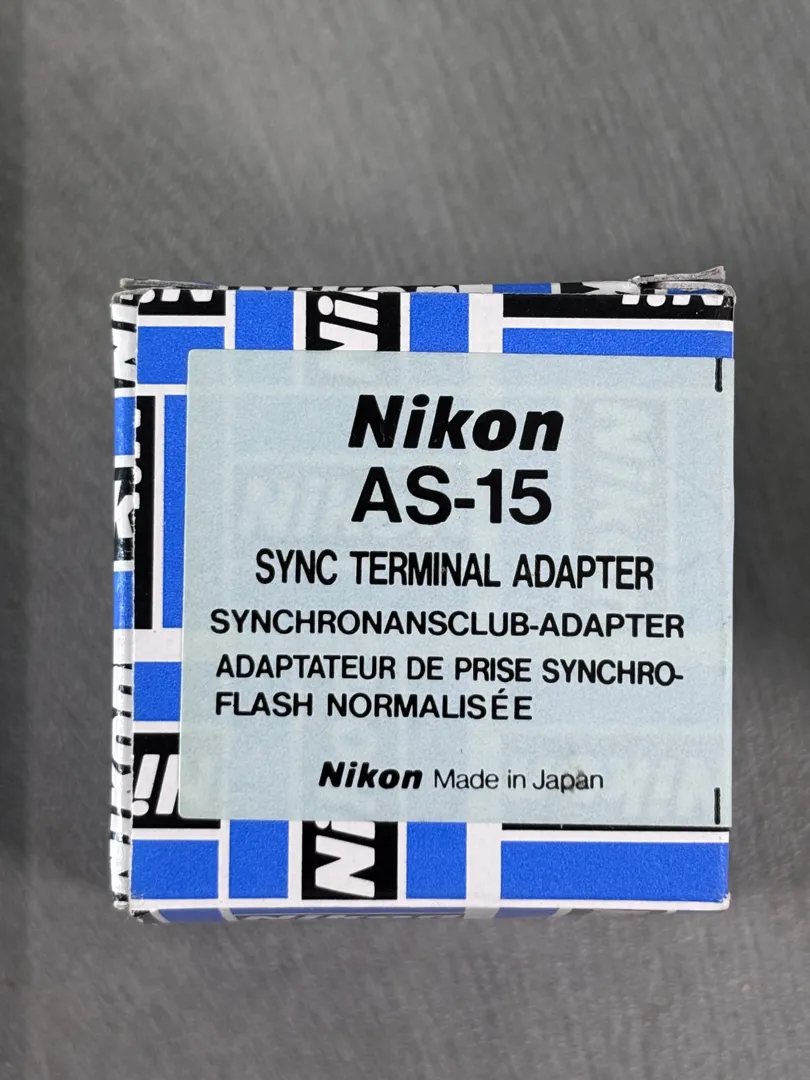 Nikon
AS-15
SYNC TERMINAL ADAPTER
SYNCHRONANSCLUB-ADAPTER
ADAPTATEUR DE PRISE SYNCHRO-
FLASH NORMALISÉE
Nikon Made in Japan